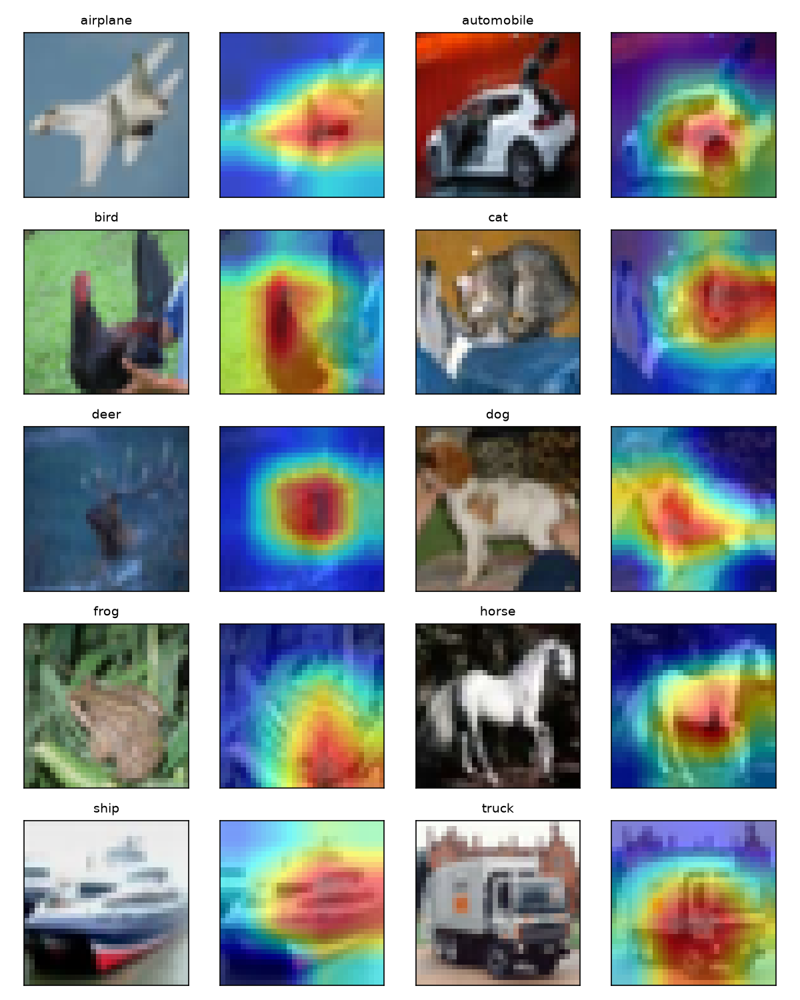 airplane
automobile
bird
cat
deer
dog
frog
horse
ship
truck